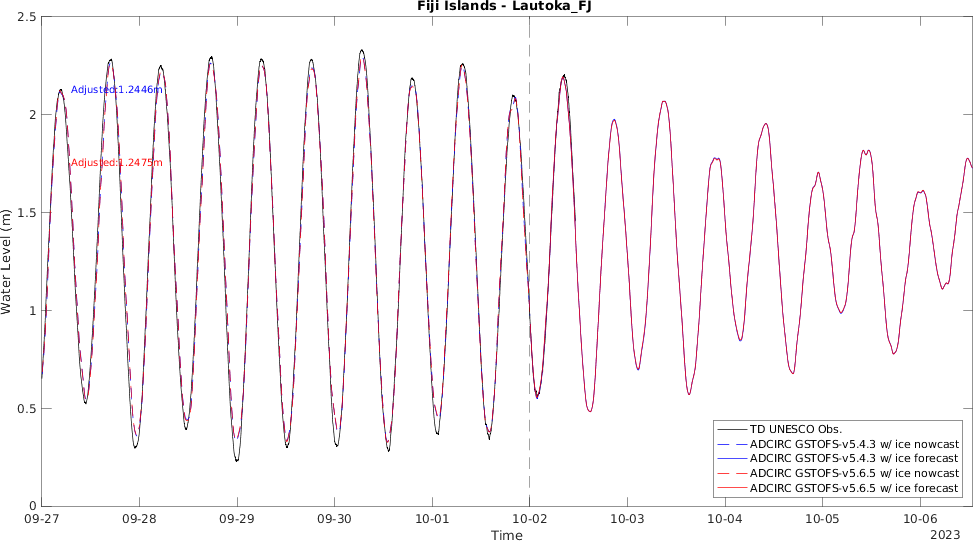 Fiji Islands - Lautoka_FJ
2.5
2
1.5
1
0.5
0
Water Level (m)
Adjusted:1.2446m
Adjusted:1.2475m
TD UNESCO Obs.
ADCIRC GSTOFS-v5.4.3 w/ ice nowcast
ADCIRC GSTOFS-v5.4.3 w/ ice forecast
ADCIRC GSTOFS-v5.6.5 w/ ice nowcast
ADCIRC GSTOFS-v5.6.5 w/ ice forecast
09-27 09-28 09-29 09-30 10-01 10-02 10-03 10-04 10-05 10-06
Time
2023